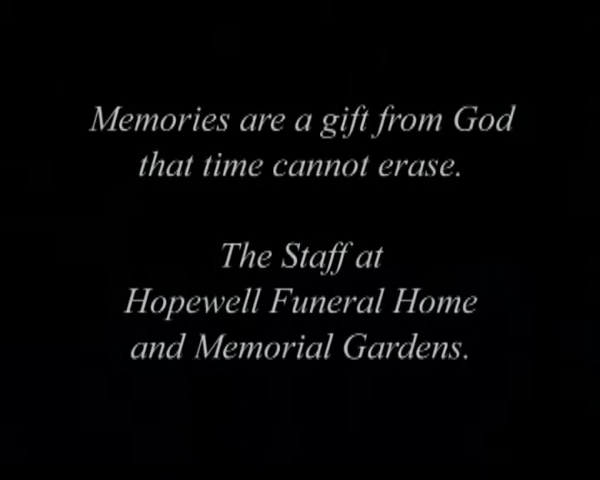 Memories are a gift from God
that time cannot erase.
The Staff at
Hopewell Funeral Home
and Memorial Gardens.